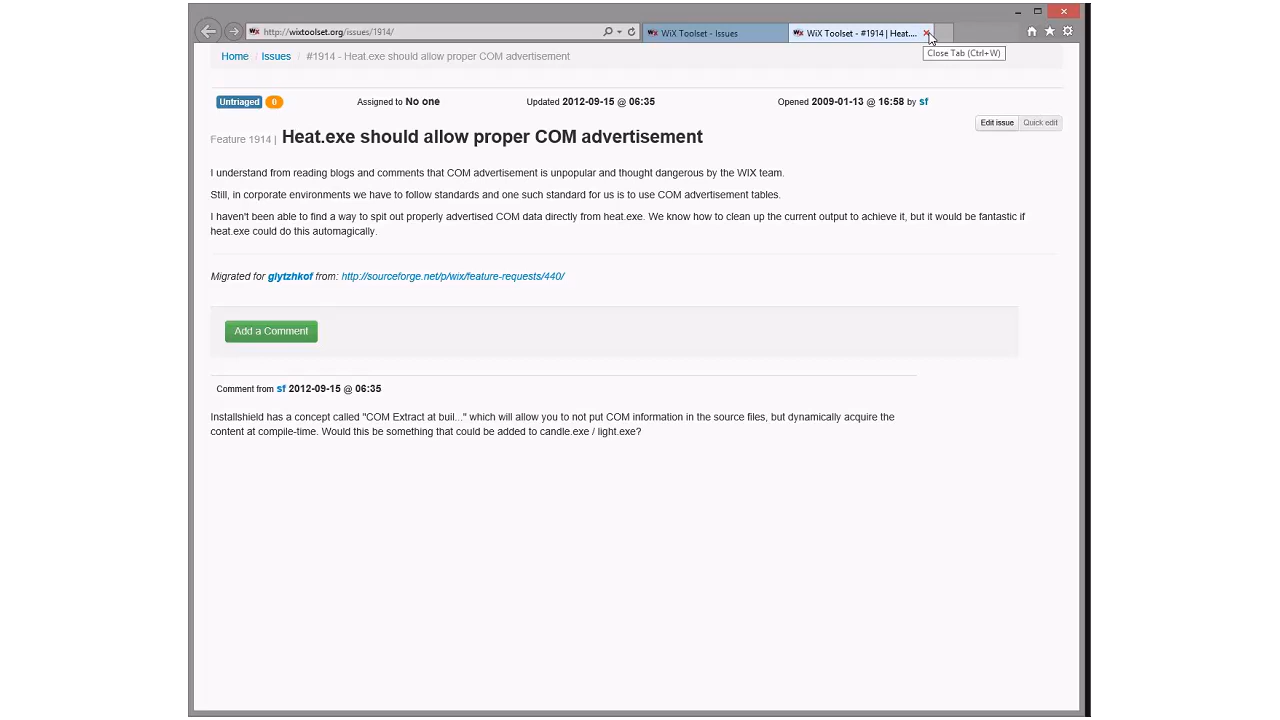 http://wixtoolset.org/issues/1914/
WiX Toolset - Issues
WiX Toolset - #1914 | Heat....
Close Tab (Ctrl+W)
Home / Issues / #1914 - Heat.exe should allow proper COM advertisement
Untriaged 0 Assigned to No one Updated 2012-09-15 @ 06:35 Opened 2009-01-13 @ 16:58 by sf
Edit issue Quick edit
Feature 1914 | Heat.exe should allow proper COM advertisement
I understand from reading blogs and comments that COM advertisement is unpopular and thought dangerous by the WIX team.
Still, in corporate environments we have to follow standards and one such standard for us is to use COM advertisement tables.
I haven't been able to find a way to spit out properly advertised COM data directly from heat.exe. We know how to clean up the current output to achieve it, but it would be fantastic if
heat.exe could do this automagically.
Migrated for glytzhkof from: http://sourceforge.net/p/wix/feature-requests/440/
Add a Comment
Comment from sf 2012-09-15 @ 06:35
Installshield has a concept called "COM Extract at buil..." which will allow you to not put COM information in the source files, but dynamically acquire the
content at compile-time. Would this be something that could be added to candle.exe / light.exe?